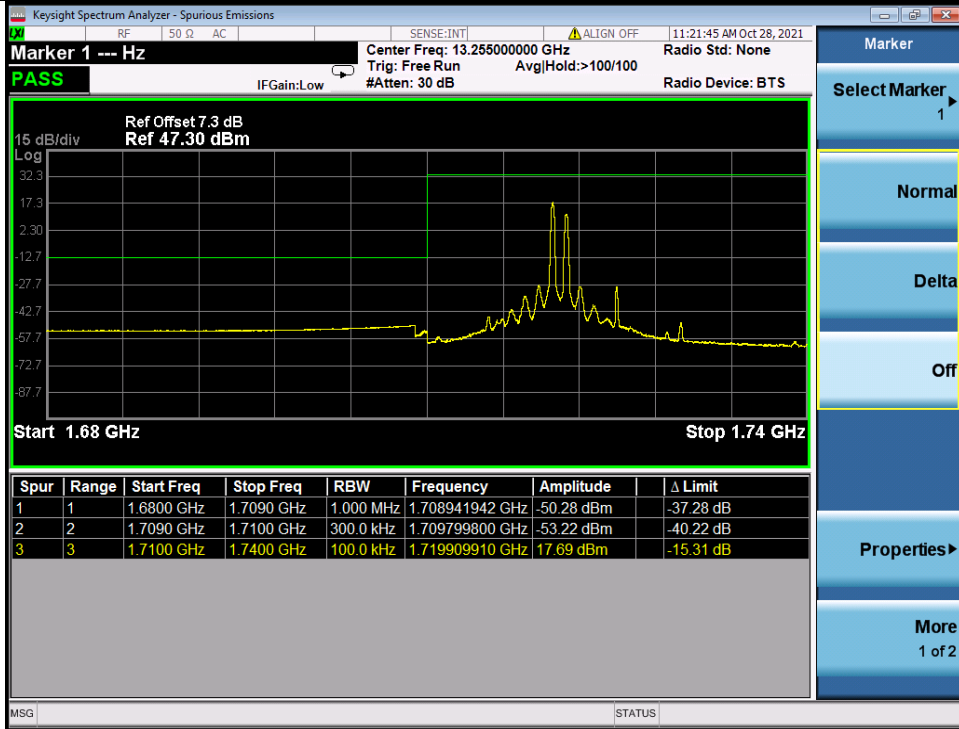 Keysight Spectrum Analyzer - Spurious Emissions
LXI RF 50 Ω AC SENSE:INT ALIGN OFF 11:21:45 AM Oct 28, 2021
Marker 1 --- Hz
Center Freq: 13.255000000 GHz Radio Std: None
Trig: Free Run Avg|Hold:>100/100
PASS IFGain:Low #Atten: 30 dB Radio Device: BTS
Ref Offset 7.3 dB
15 dB/div Ref 47.30 dBm
Log
32.3
17.3
2.30
-12.7
-27.7
-42.7
-57.7
-72.7
-87.7
Start 1.68 GHz Stop 1.74 GHz
Spur Range Start Freq Stop Freq RBW Frequency Amplitude Δ Limit
1 1 1.6800 GHz 1.7090 GHz 1.000 MHz 1.708941942 GHz -50.28 dBm -37.28 dB
2 2 1.7090 GHz 1.7100 GHz 300.0 kHz 1.709799800 GHz -53.22 dBm -40.22 dB
3 3 1.7100 GHz 1.7400 GHz 100.0 kHz 1.719909910 GHz 17.69 dBm -15.31 dB
MSG STATUS
Marker
Select Marker
1
Normal
Delta
Off
Properties
More
1 of 2